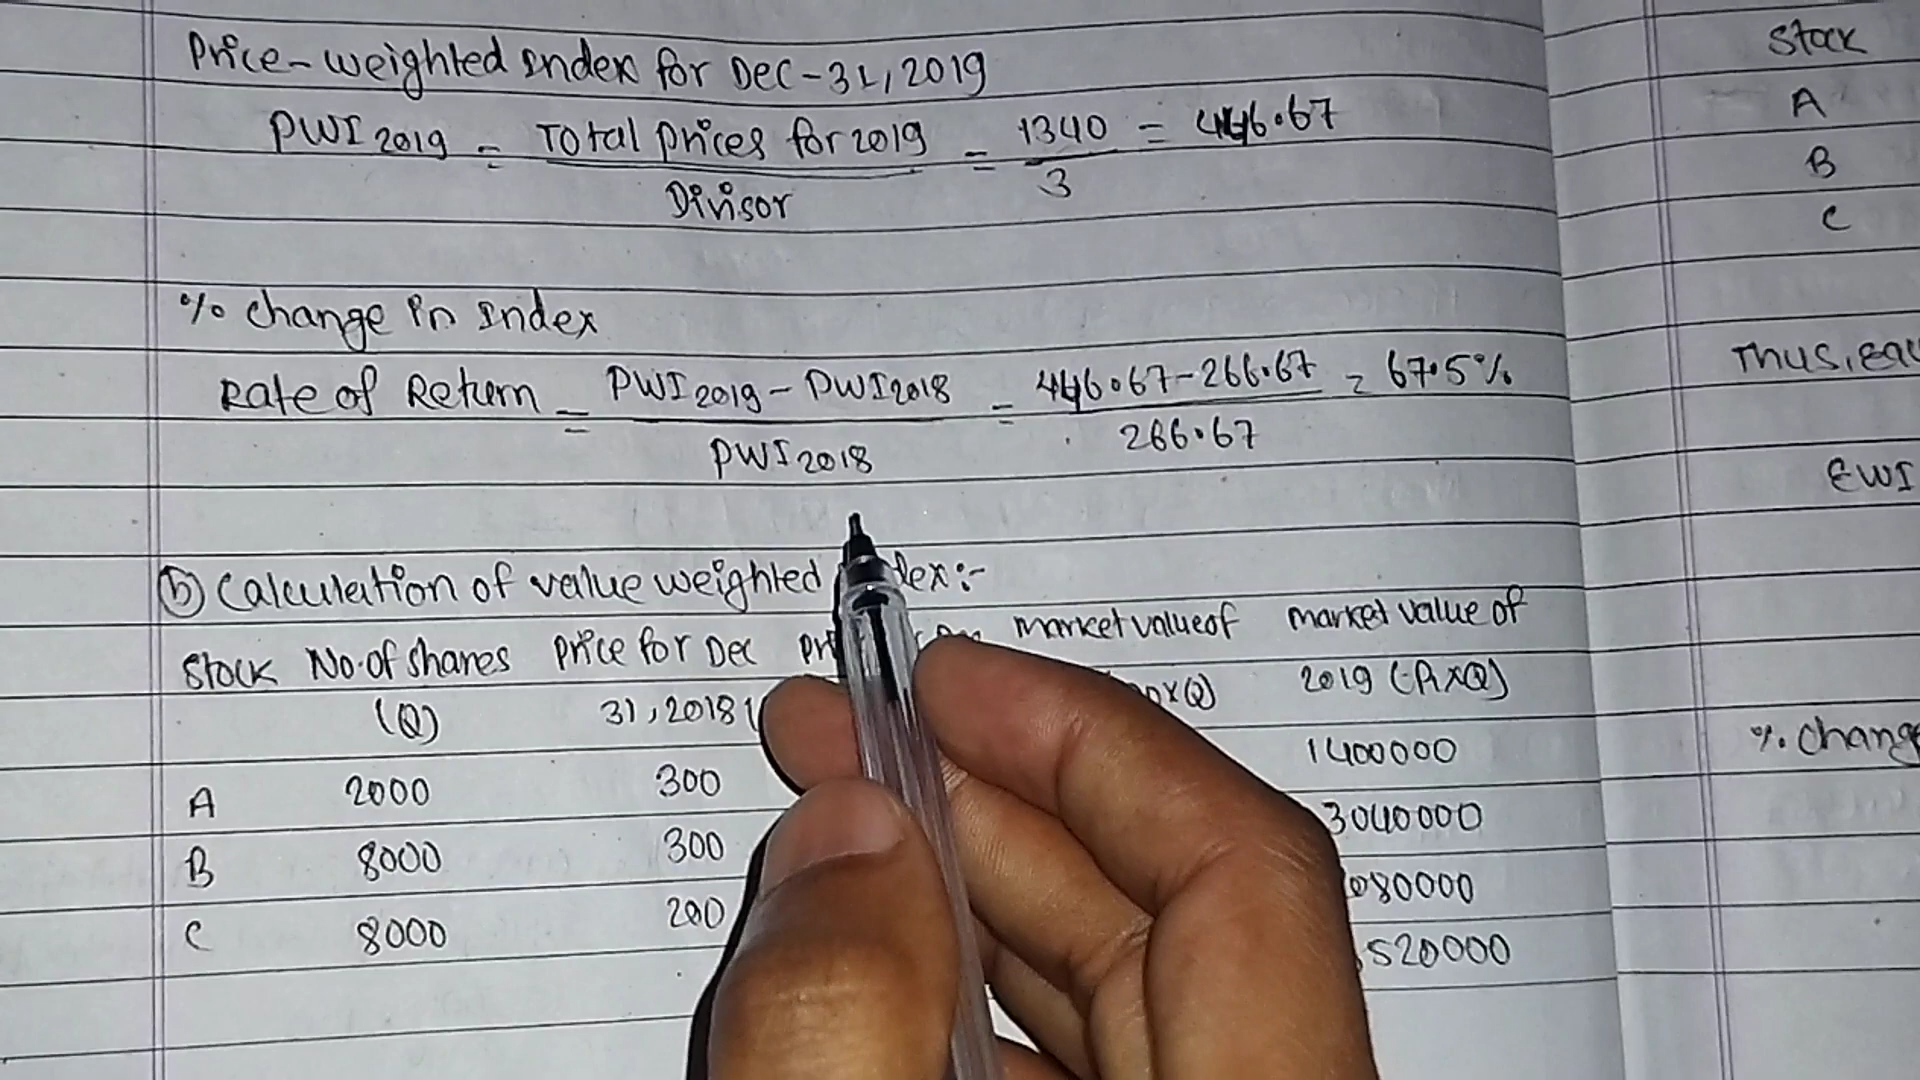 Price-weighted Index for Dec-31, 2019
PWI 2019 = Total Prices for 2019 = 1340 = 446.67
Divisor 3
% change in Index
Rate of Return = PWI 2019 - PWI 2018 = 446.67-266.67 = 67.5%
PWI 2018 266.67
(b) Calculation of value weighted :-
Stock No. of shares Price for Dec market value of market value of
(Q) 31, 2018 2019 (P1xQ)
A 2000 300 1400000
B 8000 300 3040000
C 8000 200 080000
520000
Stock
A
B
C
Thus,
EWI
% change